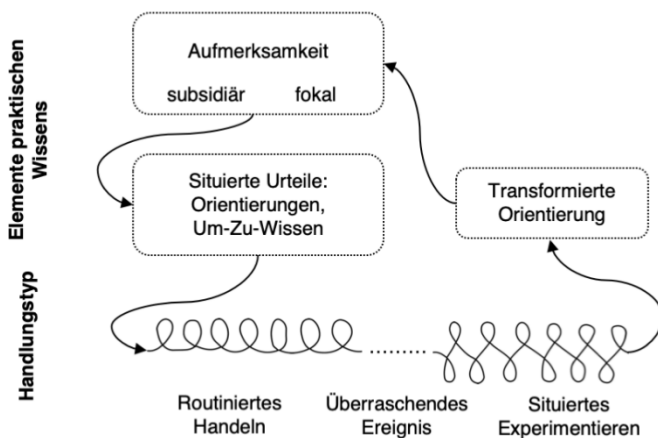 Elemente praktischen
Wissens
Aufmerksamkeit
subsidiär fokal
Situierte Urteile:
Orientierungen,
Um-Zu-Wissen
Transformierte
Orientierung
Handlungstyp
Routiniertes
Handeln
Überraschendes
Ereignis
Situiertes
Experimentieren